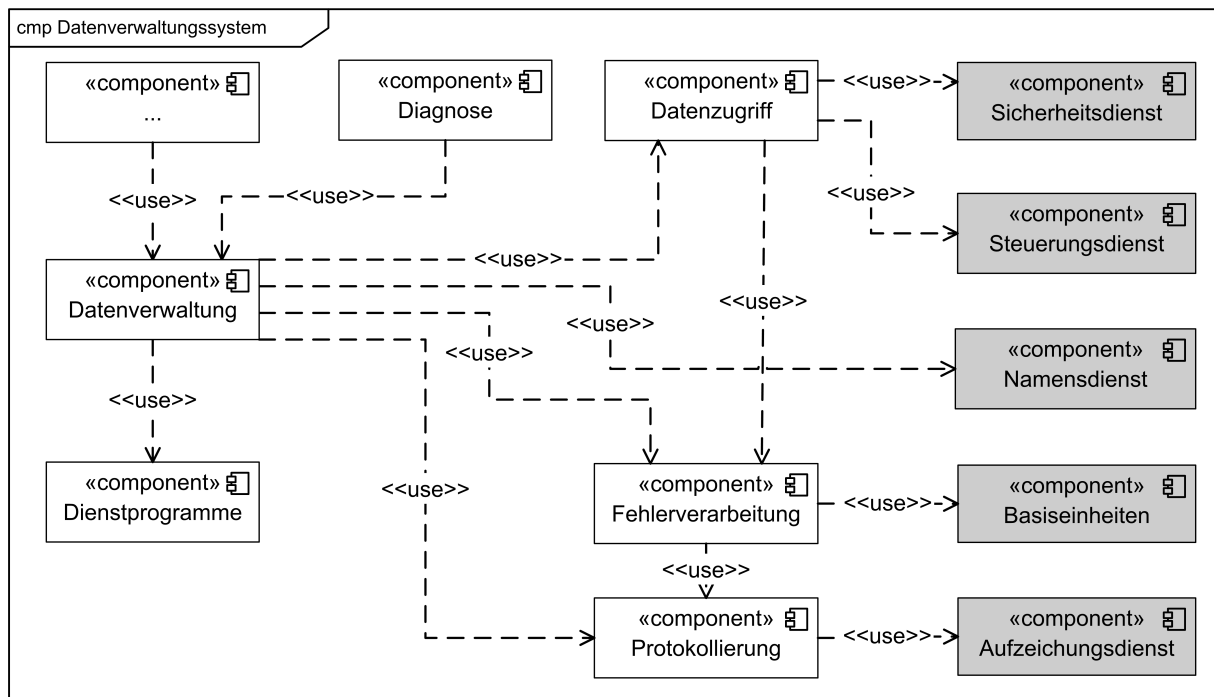 cmp Datenverwaltungssystem
«component»
...
«component»
Diagnose
«component»
Datenzugriff
<<use>>
«component»
Sicherheitsdienst
<<use>>
<<use>>
<<use>>
«component»
Steuerungsdienst
«component»
Datenverwaltung
<<use>>
<<use>>
<<use>>
<<use>>
«component»
Namensdienst
<<use>>
«component»
Dienstprogramme
<<use>>
«component»
Fehlerverarbeitung
<<use>>
«component»
Basiseinheiten
<<use>>
«component»
Protokollierung
<<use>>
«component»
Aufzeichungsdienst